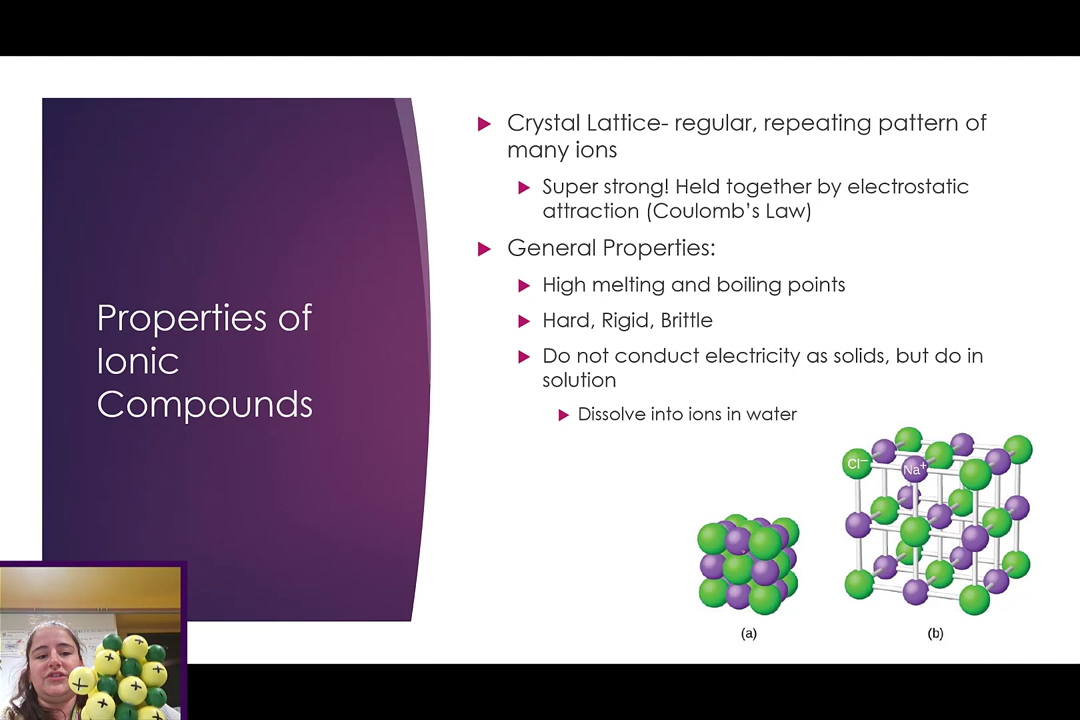 Properties of
Ionic
Compounds
Crystal Lattice- regular, repeating pattern of
many ions
Super strong! Held together by electrostatic
attraction (Coulomb's Law)
General Properties:
High melting and boiling points
Hard, Rigid, Brittle
Do not conduct electricity as solids, but do in
solution
Dissolve into ions in water
Cl⁻
Na⁺
(a)
(b)
+
+
+
+
+
+